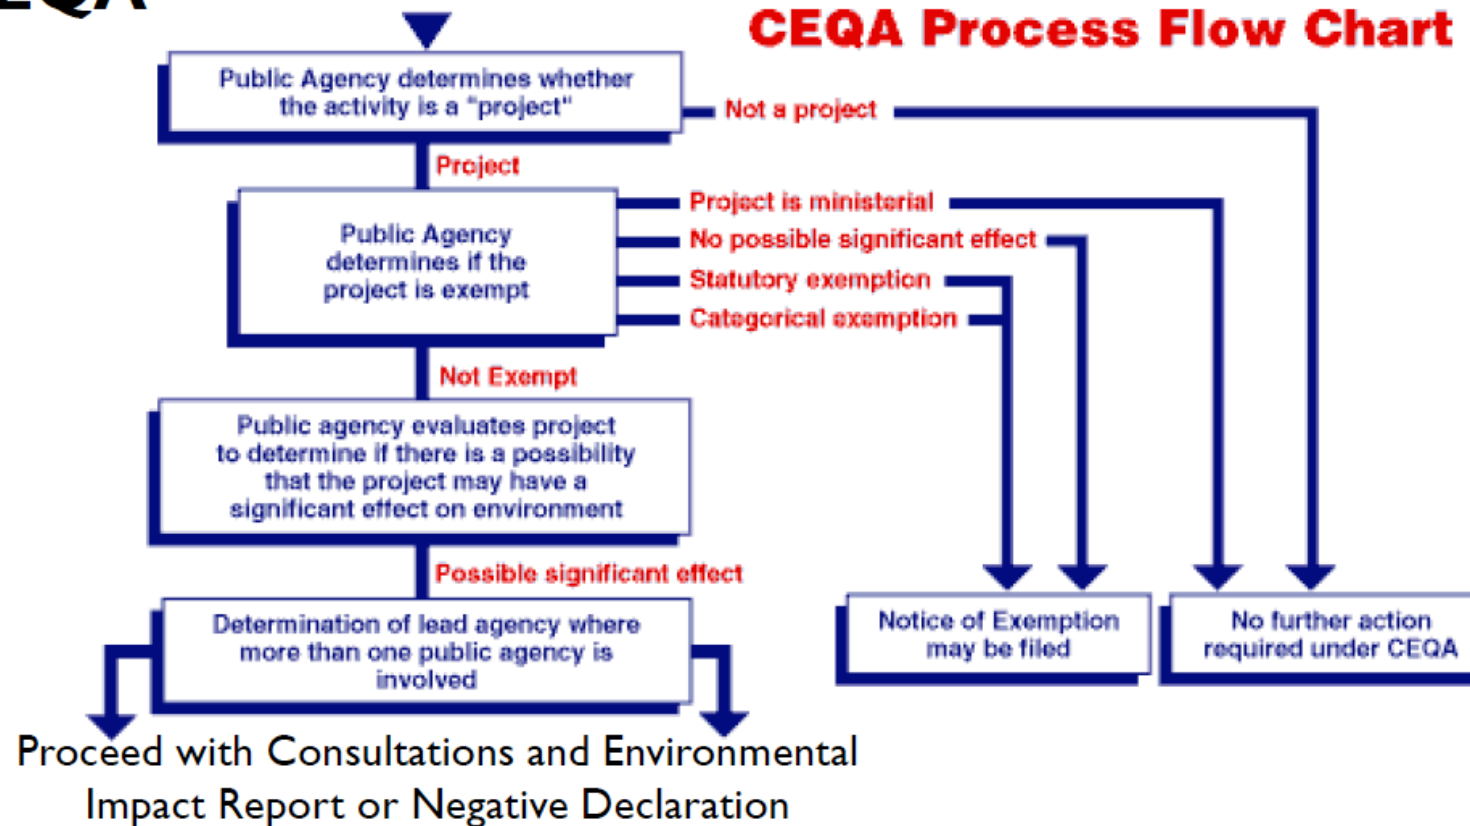 CEQA Process Flow Chart
Public Agency determines whether
the activity is a "project"
Not a project
Project
Public Agency
determines if the
project is exempt
Project is ministerial
No possible significant effect
Statutory exemption
Categorical exemption
Not Exempt
Public agency evaluates project
to determine if there is a possibility
that the project may have a
significant effect on environment
Possible significant effect
Determination of lead agency where
more than one public agency is
involved
Notice of Exemption
may be filed
No further action
required under CEQA
Proceed with Consultations and Environmental
Impact Report or Negative Declaration